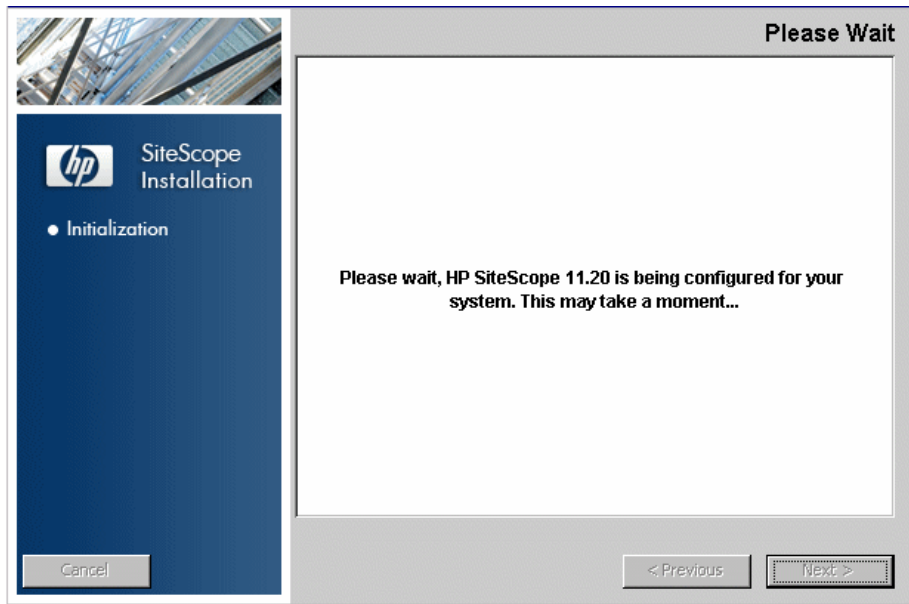 Please Wait
hp
SiteScope
Installation
● Initialization
Please wait, HP SiteScope 11.20 is being configured for your
system. This may take a moment...
Cancel
< Previous
Next >